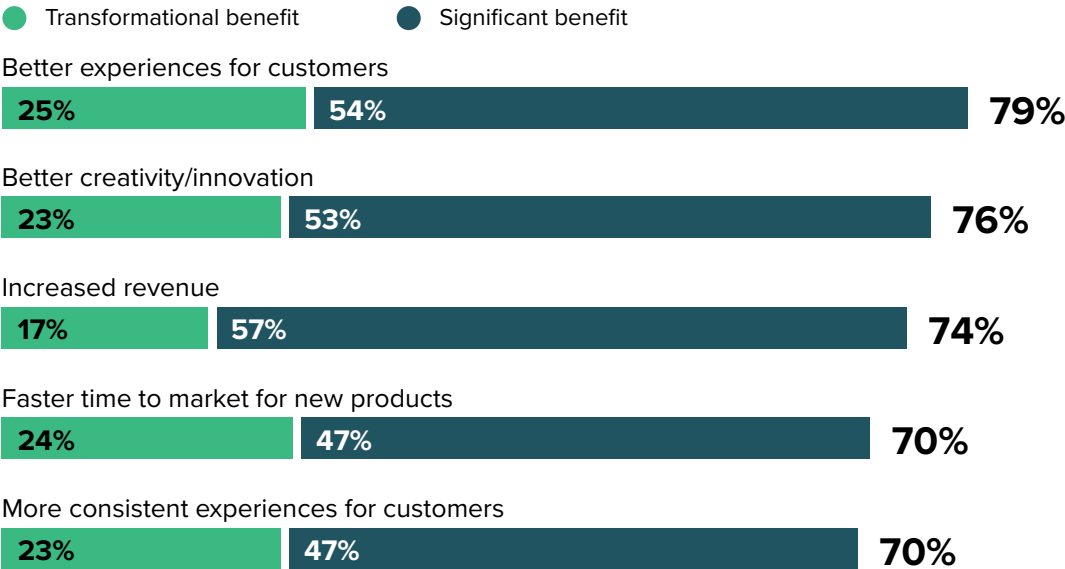 Transformational benefit Significant benefit
Better experiences for customers
25% 54% 79%
Better creativity/innovation
23% 53% 76%
Increased revenue
17% 57% 74%
Faster time to market for new products
24% 47% 70%
More consistent experiences for customers
23% 47% 70%